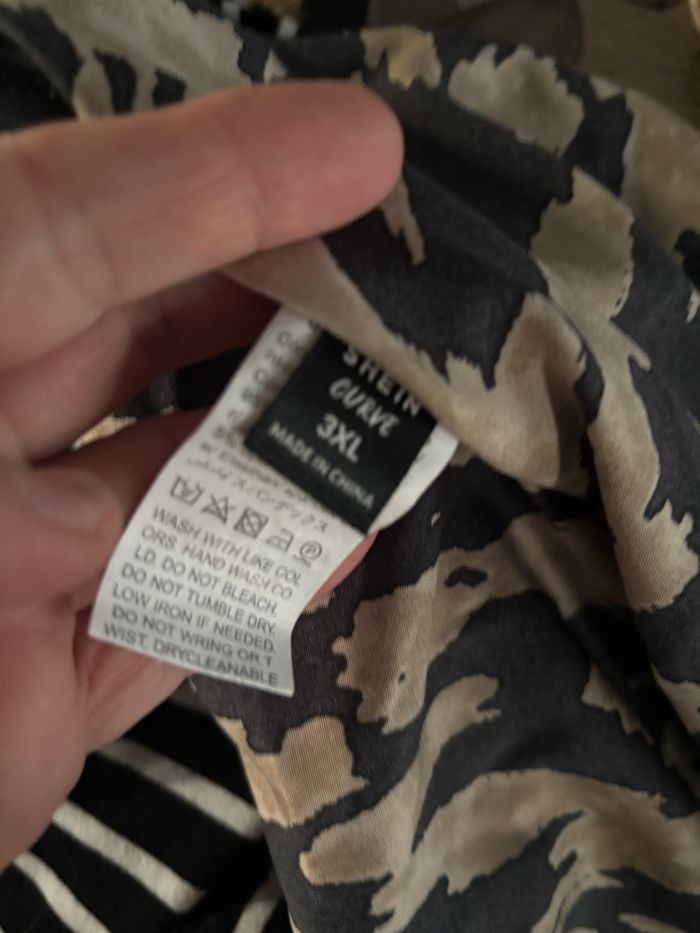 SHEIN
CURVE
3XL
MADE IN CHINA
WASH WITH LIKE COL
ORS. HAND WASH CO
LD. DO NOT BLEACH.
DO NOT TUMBLE DRY.
LOW IRON IF NEEDED.
DO NOT WRING OR T
WIST. DRYCLEANABLE